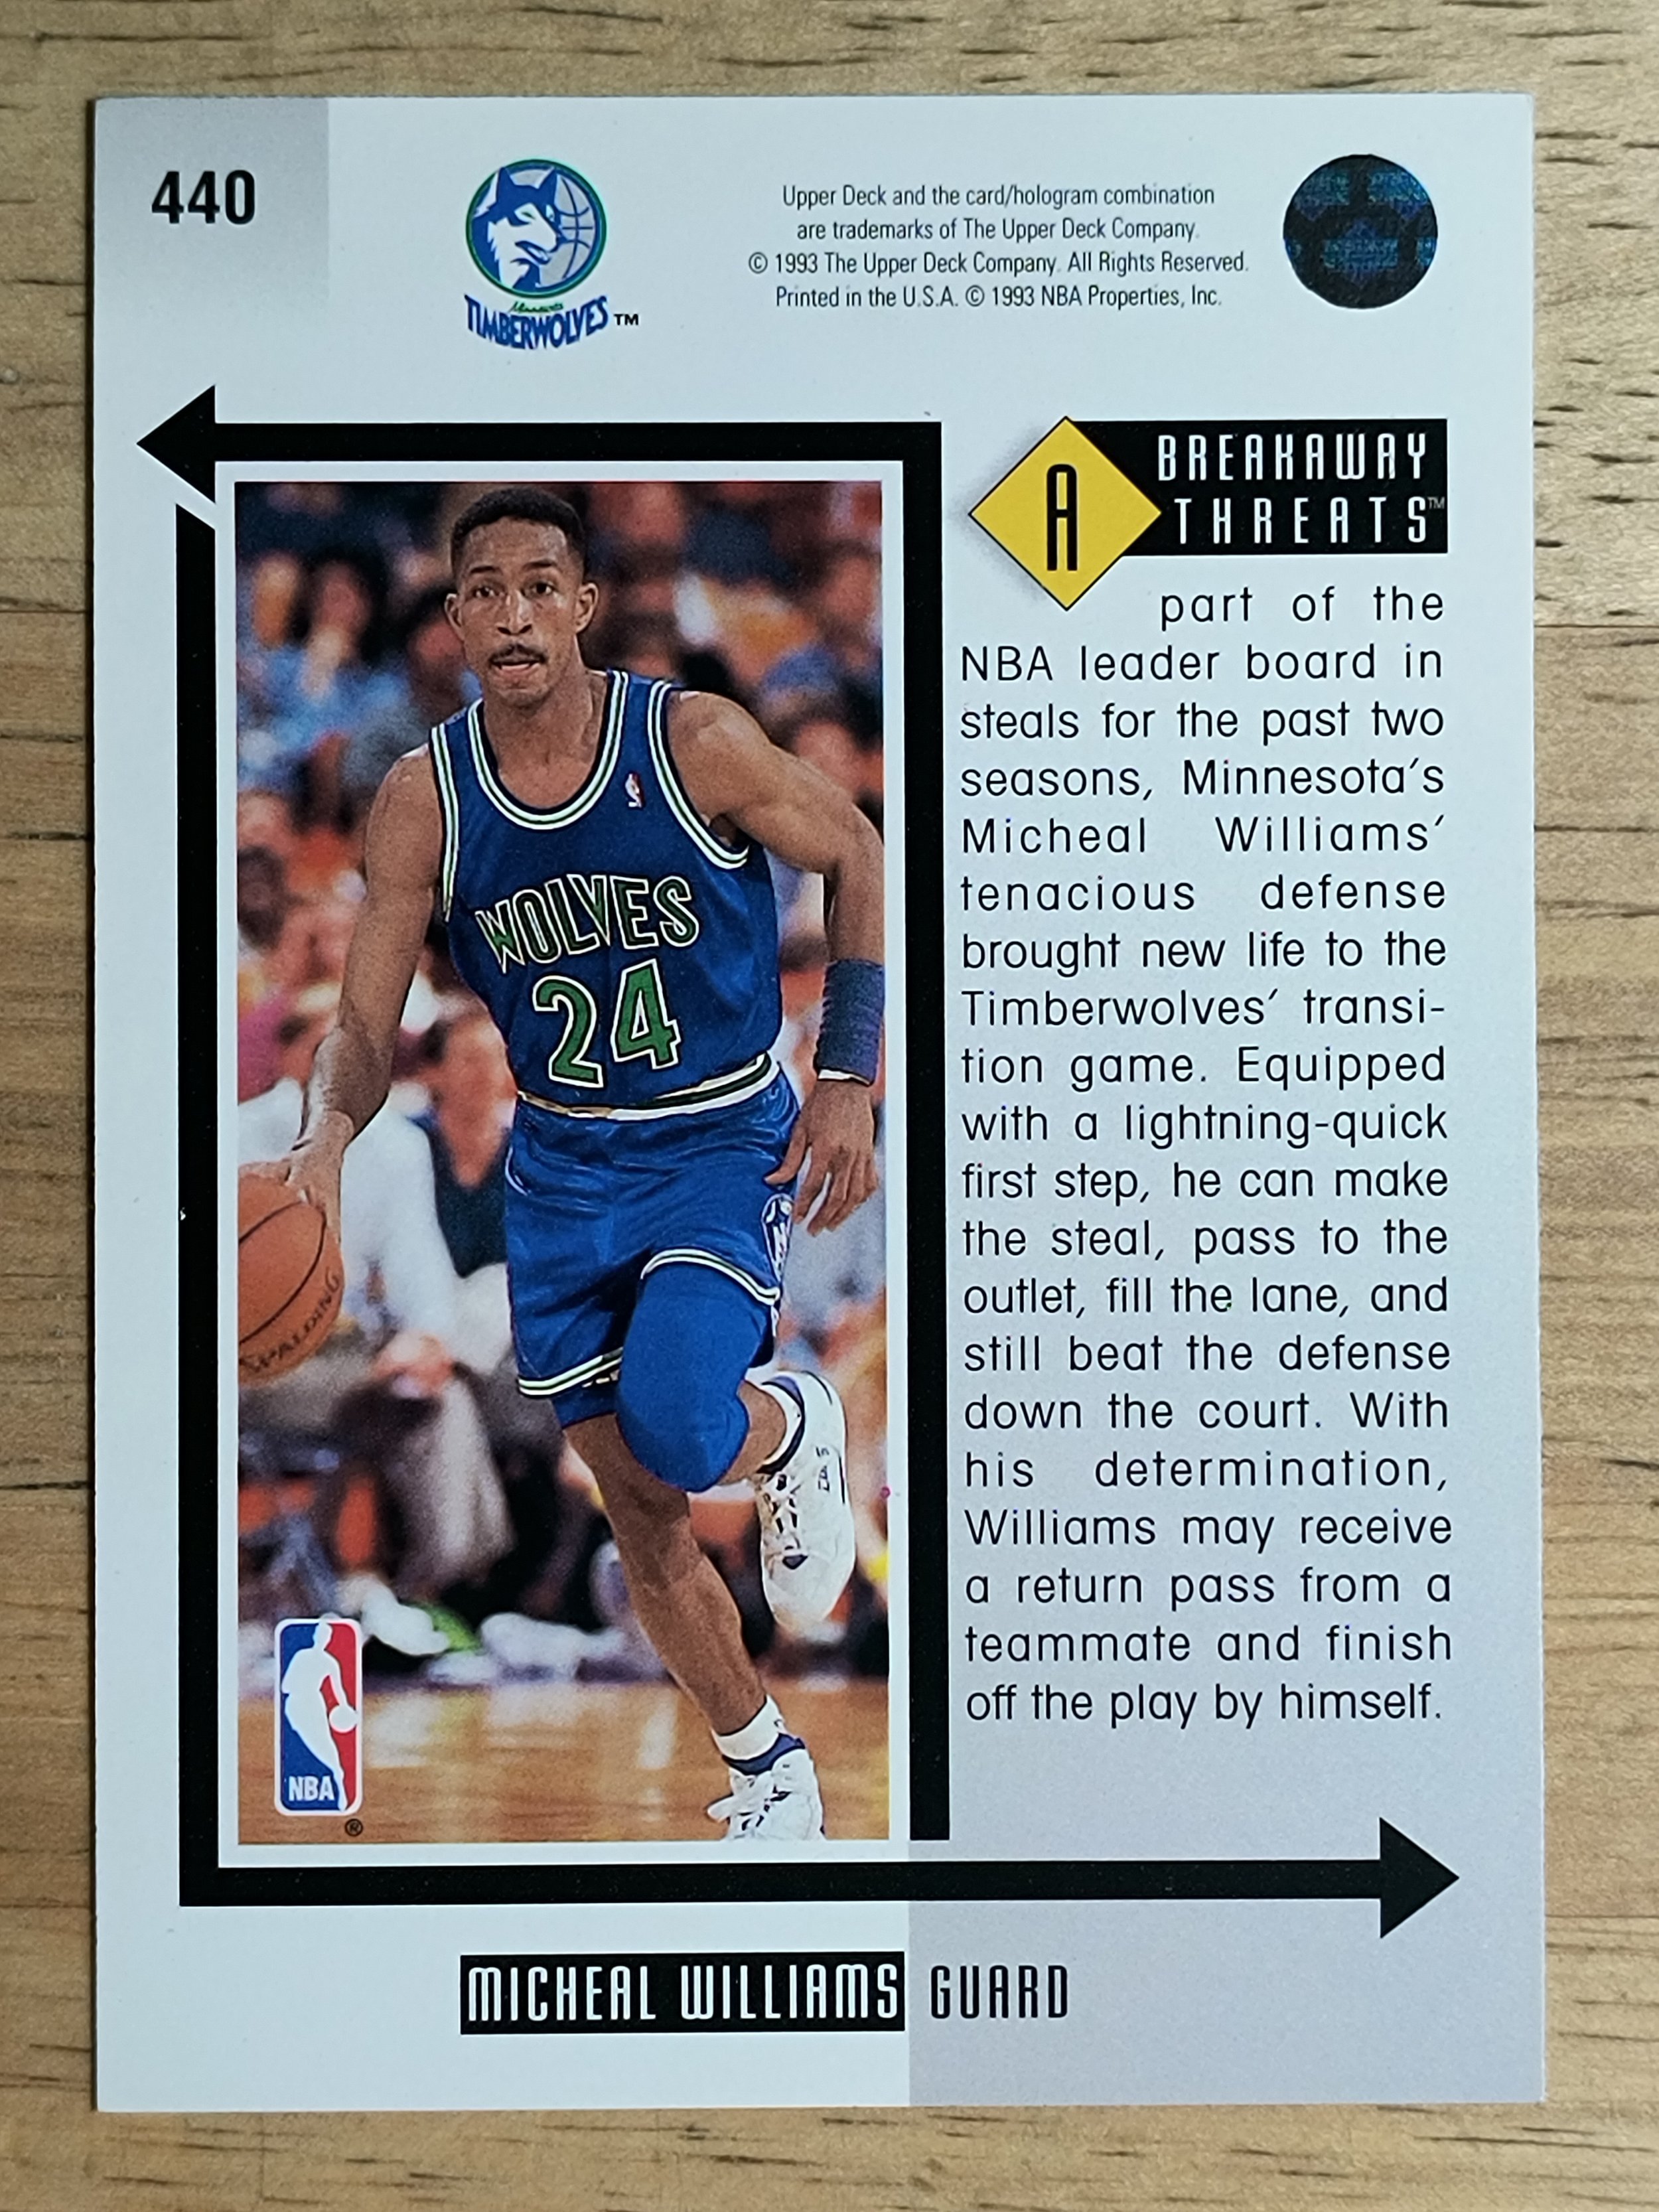 440
Minnesota
TIMBERWOLVES TM
Upper Deck and the card/hologram combination
are trademarks of The Upper Deck Company.
© 1993 The Upper Deck Company. All Rights Reserved.
Printed in the U.S.A. © 1993 NBA Properties, Inc.
BREAKAWAY
THREATS™
A
part of the
NBA leader board in
steals for the past two
seasons, Minnesota's
Micheal Williams'
tenacious defense
brought new life to the
Timberwolves' transi-
tion game. Equipped
with a lightning-quick
first step, he can make
the steal, pass to the
outlet, fill the lane, and
still beat the defense
down the court. With
his determination,
Williams may receive
a return pass from a
teammate and finish
off the play by himself.
WOLVES
24
SPALDING
NBA
®
MICHEAL WILLIAMS GUARD